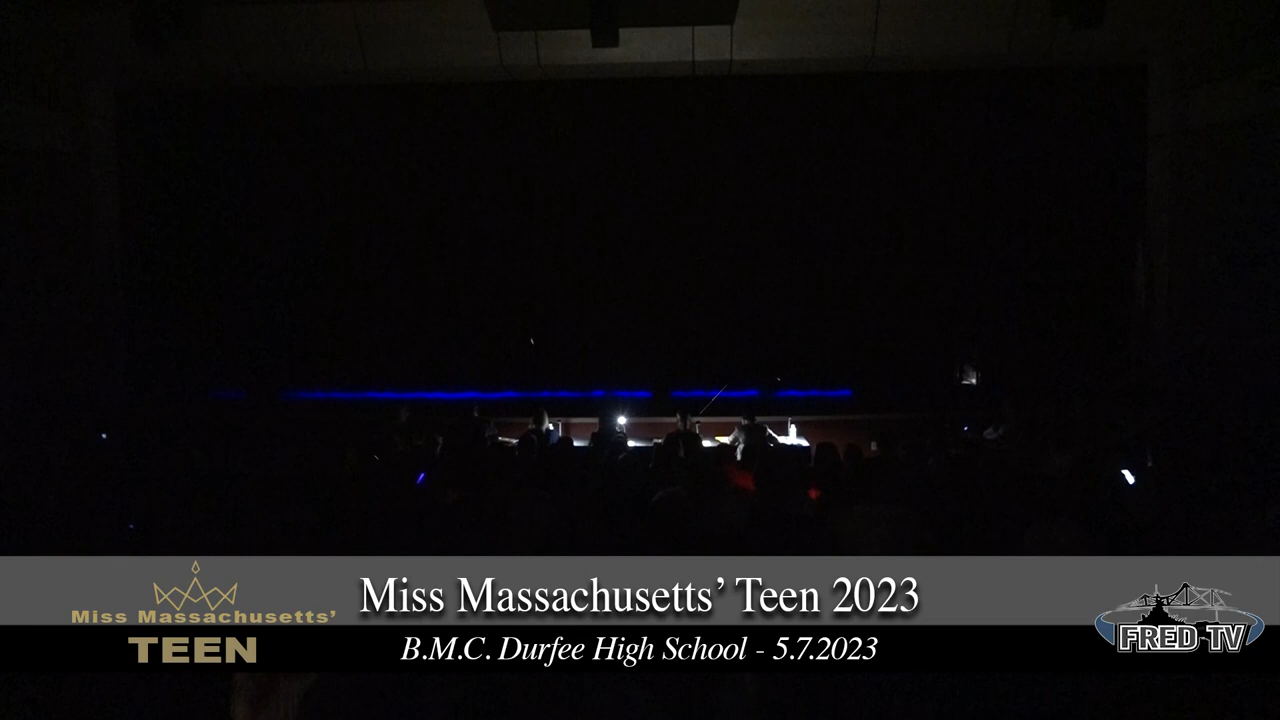 Miss Massachusetts' Teen 2023
B.M.C. Durfee High School - 5.7.2023
Miss Massachusetts'
TEEN
FRED TV